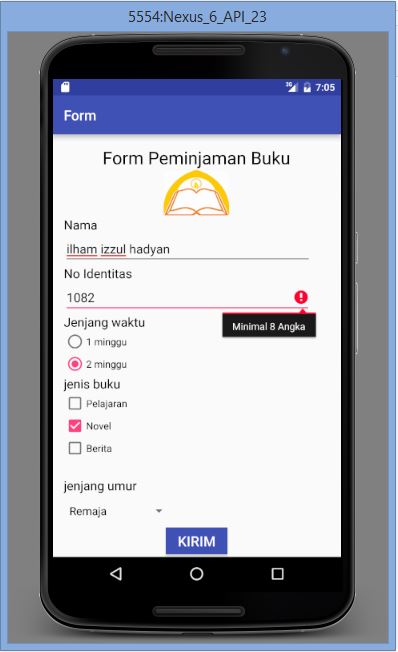 5554:Nexus_6_API_23
3G 7:05
Form
Form Peminjaman Buku
Nama
ilham izzul hadyan
No Identitas
1082
Minimal 8 Angka
Jenjang waktu
1 minggu
2 minggu
jenis buku
Pelajaran
Novel
Berita
jenjang umur
Remaja
KIRIM